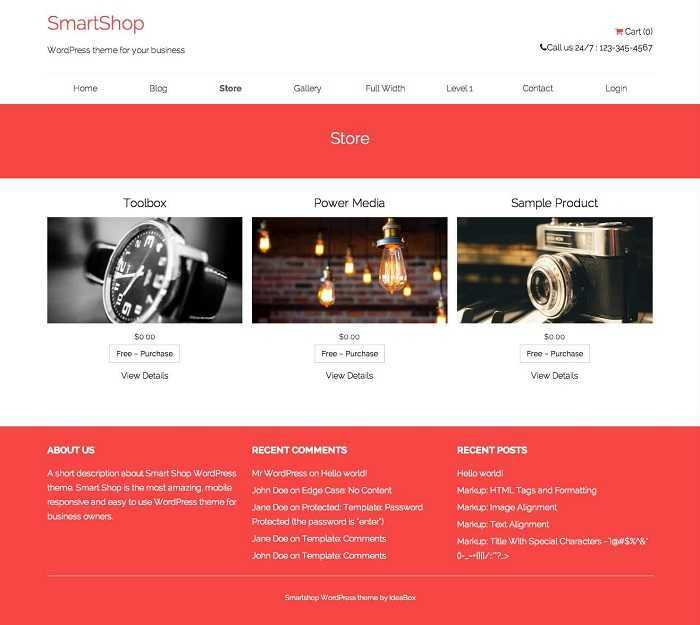 SmartShop
WordPress theme for your business
Cart (0)
Call us 24/7 : 123-345-4567
Home Blog Store Gallery Full Width Level 1 Contact Login
Store
Toolbox Power Media Sample Product
$0.00 $0.00 $0.00
Free – Purchase Free – Purchase Free – Purchase
View Details View Details View Details
ABOUT US
A short description about Smart Shop WordPress
theme. Smart Shop is the most amazing, mobile
responsive and easy to use WordPress theme for
business owners.
RECENT COMMENTS
Mr WordPress on Hello world!
John Doe on Edge Case: No Content
Jane Doe on Protected: Template: Password
Protected (the password is "enter")
Jane Doe on Template: Comments
John Doe on Template: Comments
RECENT POSTS
Hello world!
Markup: HTML Tags and Formatting
Markup: Image Alignment
Markup: Text Alignment
Markup: Title With Special Characters
Smartshop WordPress theme by IdeaBox